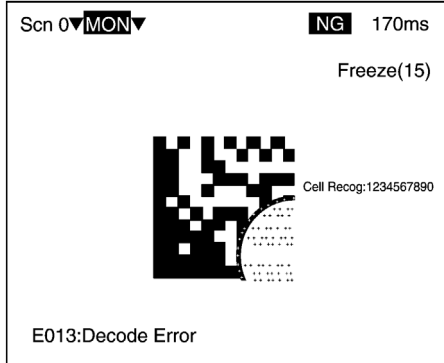 Scn 0▼MON▼ NG 170ms
Freeze(15)
Cell Recog:1234567890
E013:Decode Error